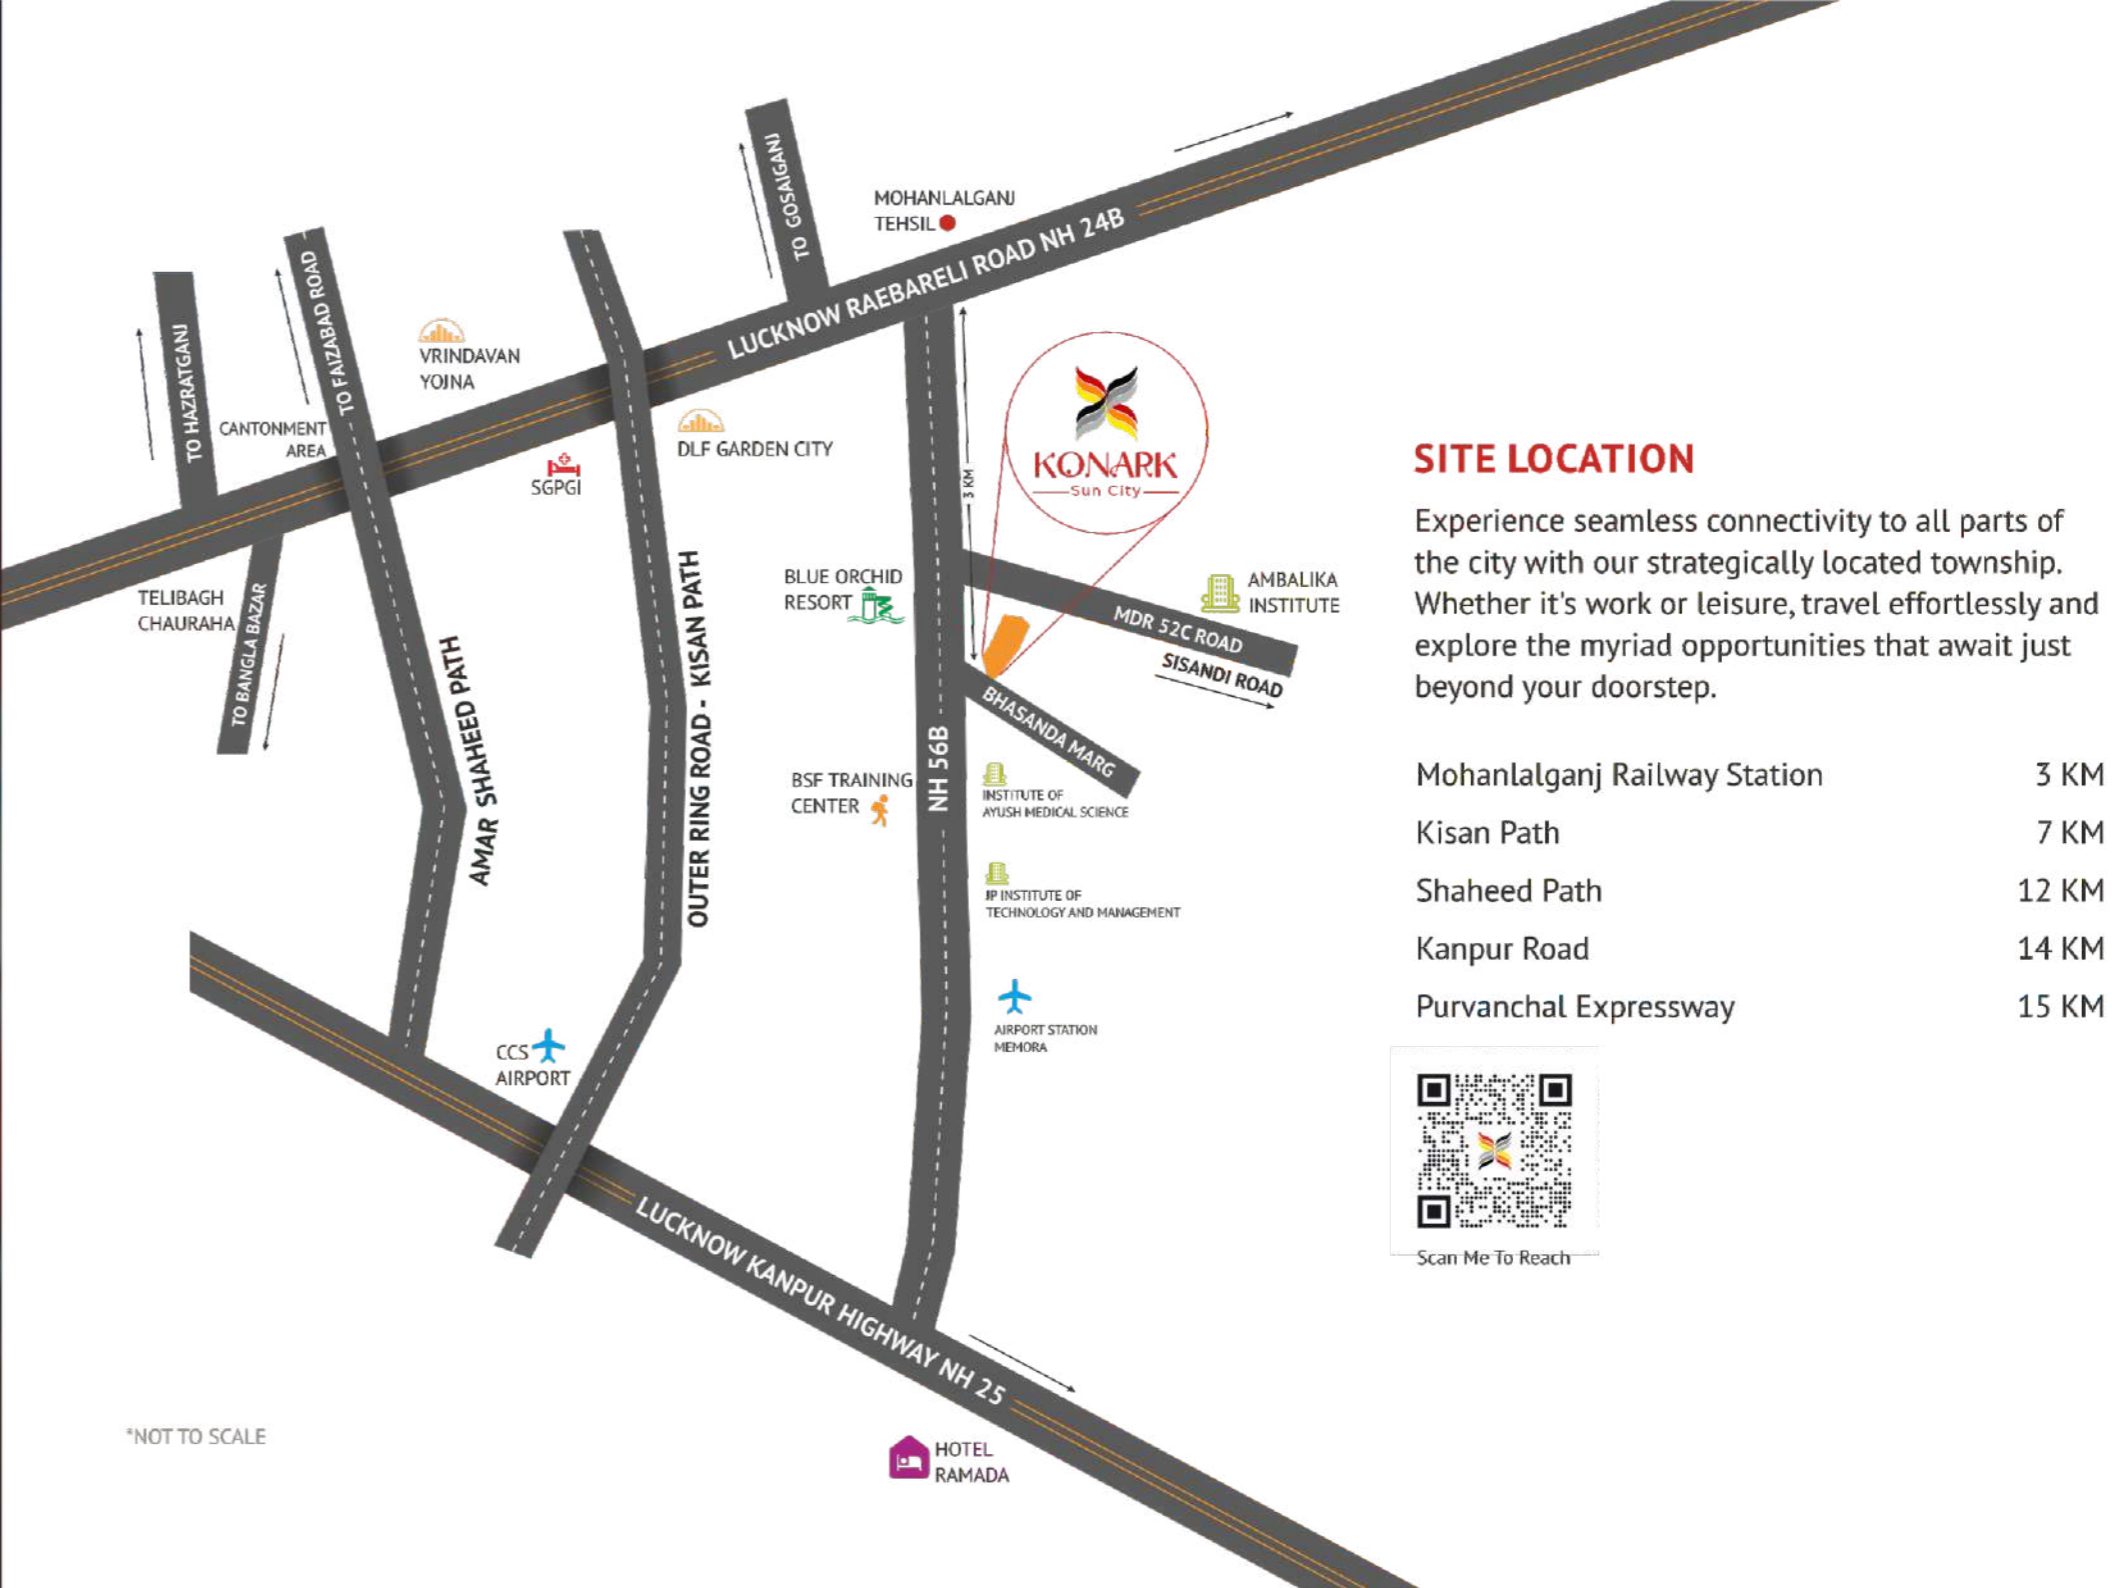 TO GOSAIGANJ
MOHANLALGANJ
TEHSIL
LUCKNOW RAEBARELI ROAD NH 24B
TO HAZRATGANJ
TO FAIZABAD ROAD
VRINDAVAN
YOJNA
CANTONMENT
AREA
SGPGI
DLF GARDEN CITY
3 KM
KONARK
Sun City
TELIBAGH
CHAURAHA
TO BANGLA BAZAR
AMAR SHAHEED PATH
OUTER RING ROAD - KISAN PATH
BLUE ORCHID
RESORT
AMBALIKA
INSTITUTE
MDR 52C ROAD
SISANDI ROAD
BHASANDA MARG
NH 56B
BSF TRAINING
CENTER
INSTITUTE OF
AYUSH MEDICAL SCIENCE
JP INSTITUTE OF
TECHNOLOGY AND MANAGEMENT
AIRPORT STATION
MEMORA
CCS
AIRPORT
LUCKNOW KANPUR HIGHWAY NH 25
HOTEL
RAMADA
*NOT TO SCALE
SITE LOCATION
Experience seamless connectivity to all parts of
the city with our strategically located township.
Whether it's work or leisure, travel effortlessly and
explore the myriad opportunities that await just
beyond your doorstep.
Mohanlalganj Railway Station 3 KM
Kisan Path 7 KM
Shaheed Path 12 KM
Kanpur Road 14 KM
Purvanchal Expressway 15 KM
Scan Me To Reach